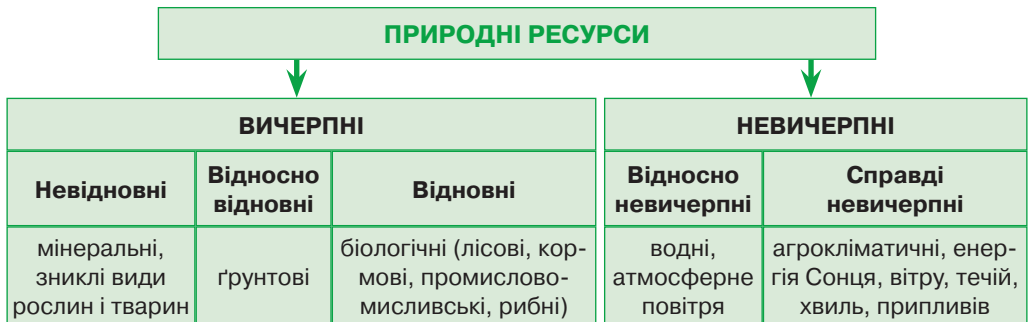 ПРИРОДНІ РЕСУРСИ
ВИЧЕРПНІ
Невідновні
Відносно
відновні
Відновні
мінеральні,
зниклі види
рослин і тварин
ґрунтові
біологічні (лісові, кор-
мові, промислово-
мисливські, рибні)
НЕВИЧЕРПНІ
Відносно
невичерпні
Справді
невичерпні
водні,
атмосферне
повітря
агрокліматичні, енер-
гія Сонця, вітру, течій,
хвиль, припливів